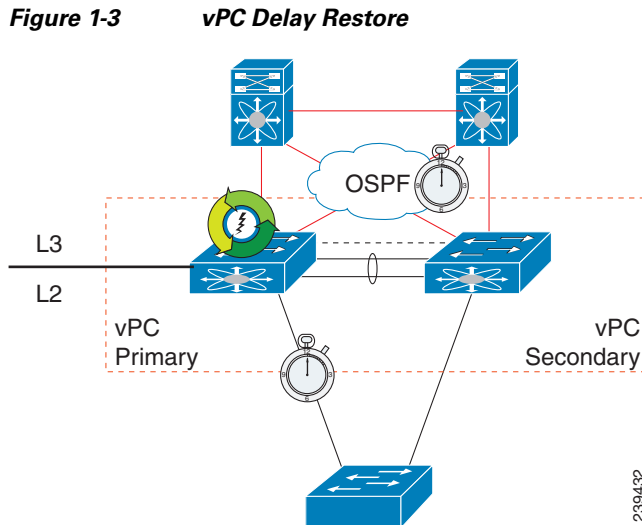 Figure 1-3 vPC Delay Restore
OSPF
L3
L2
vPC
Primary
vPC
Secondary
239432